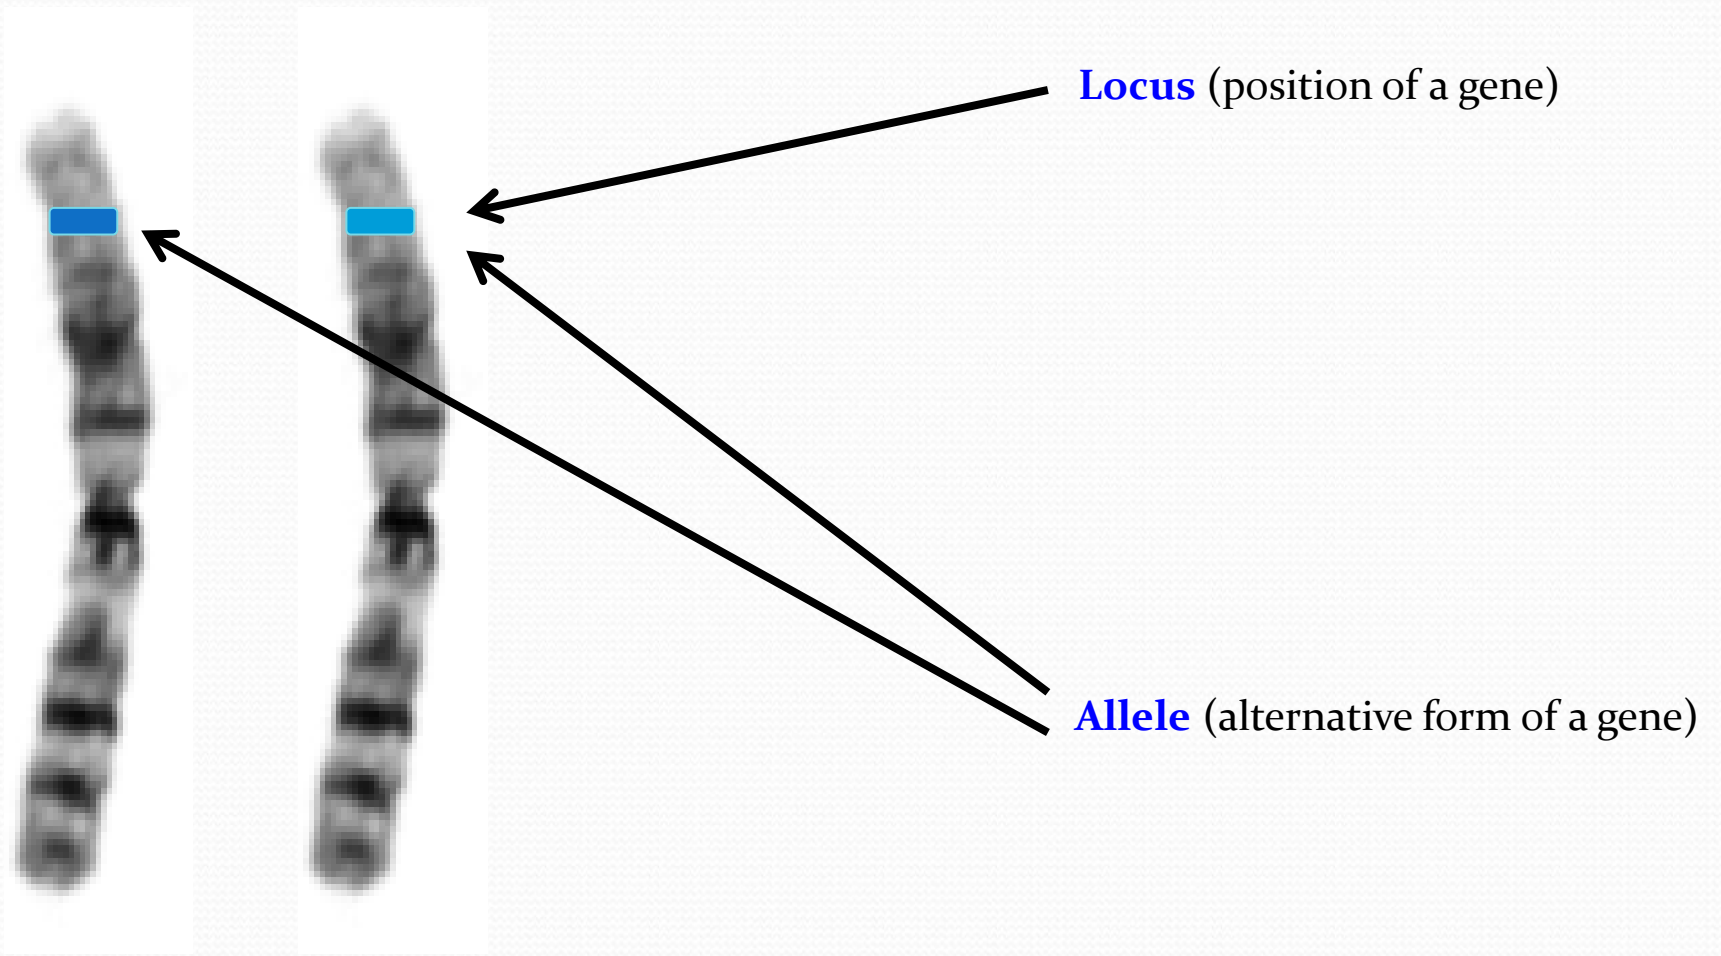 Locus (position of a gene)
Allele (alternative form of a gene)